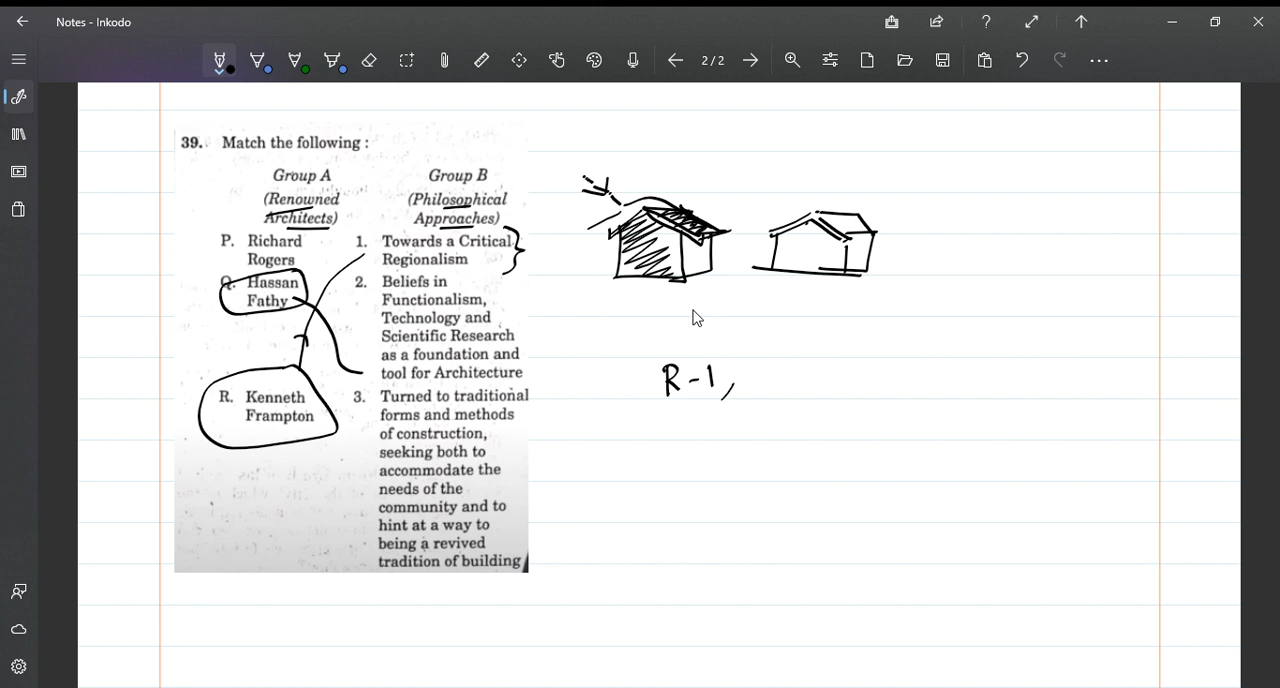 Notes - Inkodo
2 / 2
39. Match the following :
Group A Group B
(Renowned (Philosophical
Architects) Approaches)
P. Richard 1. Towards a Critical
Rogers Regionalism
Q. Hassan 2. Beliefs in
Fathy Functionalism,
Technology and
Scientific Research
as a foundation and
tool for Architecture
R. Kenneth 3. Turned to traditional
Frampton forms and methods
of construction,
seeking both to
accommodate the
needs of the
community and to
hint at a way to
being a revived
tradition of building
R-1,